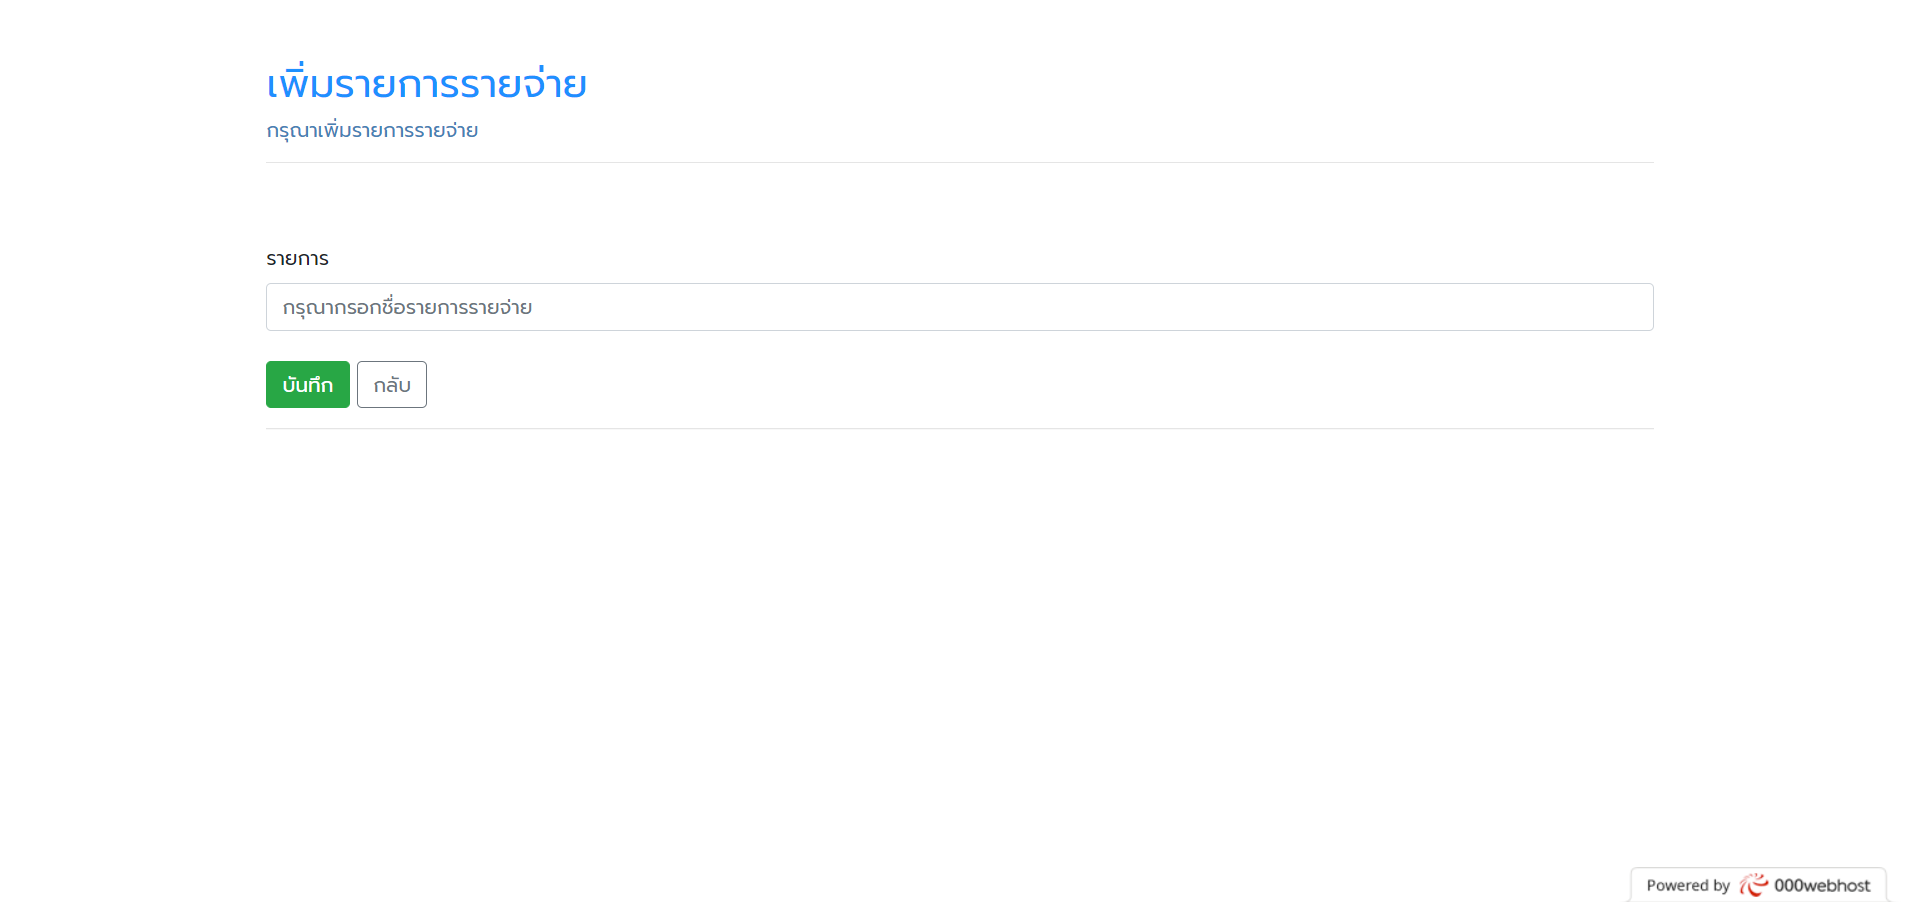 เพิ่มรายการรายจ่าย
กรุณาเพิ่มรายการรายจ่าย
รายการ
กรุณากรอกชื่อรายการรายจ่าย
บันทึก กลับ
Powered by 000webhost